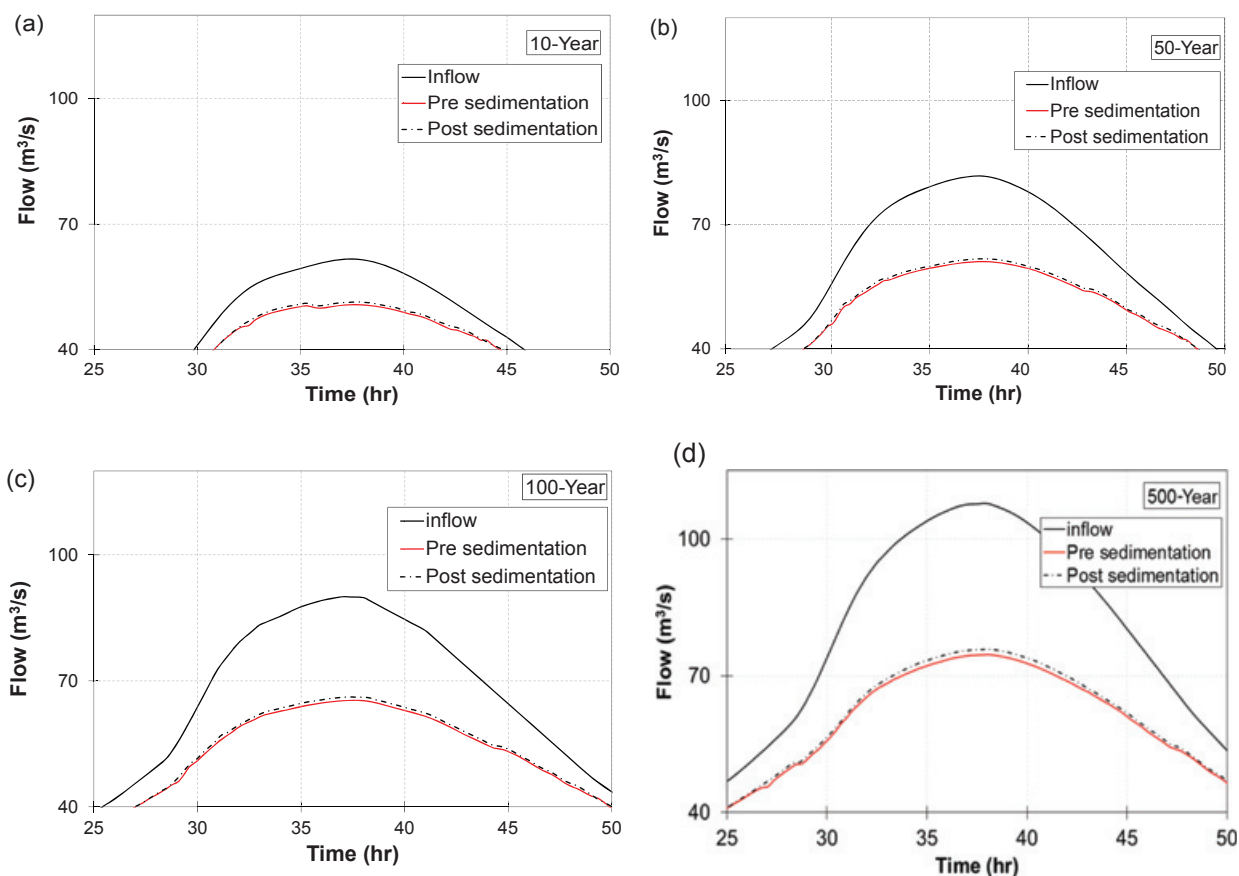 (a)
10-Year
Inflow
Pre sedimentation
Post sedimentation
100
70
40
Flow (m³/s)
25 30 35 40 45 50
Time (hr)
(b)
50-Year
Inflow
Pre sedimentation
Post sedimentation
100
70
40
Flow (m³/s)
25 30 35 40 45 50
Time (hr)
(c)
100-Year
inflow
Pre sedimentation
Post sedimentation
100
70
40
Flow (m³/s)
25 30 35 40 45 50
Time (hr)
(d)
500-Year
inflow
Pre sedimentation
Post sedimentation
100
70
40
Flow (m³/s)
25 30 35 40 45 50
Time (hr)